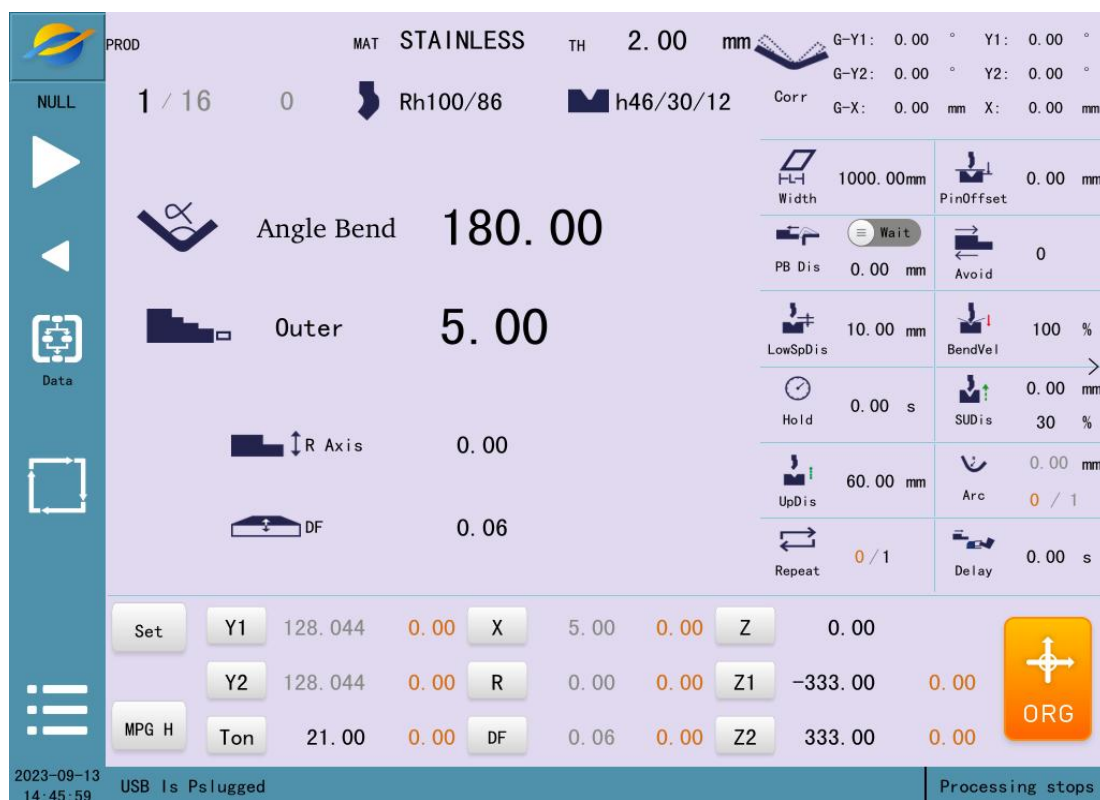 PROD MAT STAINLESS TH 2.00 mm
1 / 16 0 Rh100/86 h46/30/12
Corr
G-Y1: 0.00 ° Y1: 0.00 °
G-Y2: 0.00 ° Y2: 0.00 °
G-X: 0.00 mm X: 0.00 mm
NULL
Data
α
Angle Bend 180.00
Outer 5.00
R Axis 0.00
DF 0.06
Width 1000.00mm
PinOffset 0.00 mm
PB Dis Wait 0.00 mm
Avoid 0
LowSpDis 10.00 mm
BendVel 100 %
Hold 0.00 s
SUDis 0.00 mm
30 %
UpDis 60.00 mm
Arc 0.00 mm
0 / 1
Repeat 0/1
Delay 0.00 s
Set Y1 128.044 0.00 X 5.00 0.00 Z 0.00
Y2 128.044 0.00 R 0.00 0.00 Z1 -333.00 0.00
MPG H Ton 21.00 0.00 DF 0.06 0.00 Z2 333.00 0.00
ORG
2023-09-13
14:45:59
USB Is Pslugged
Processing stops